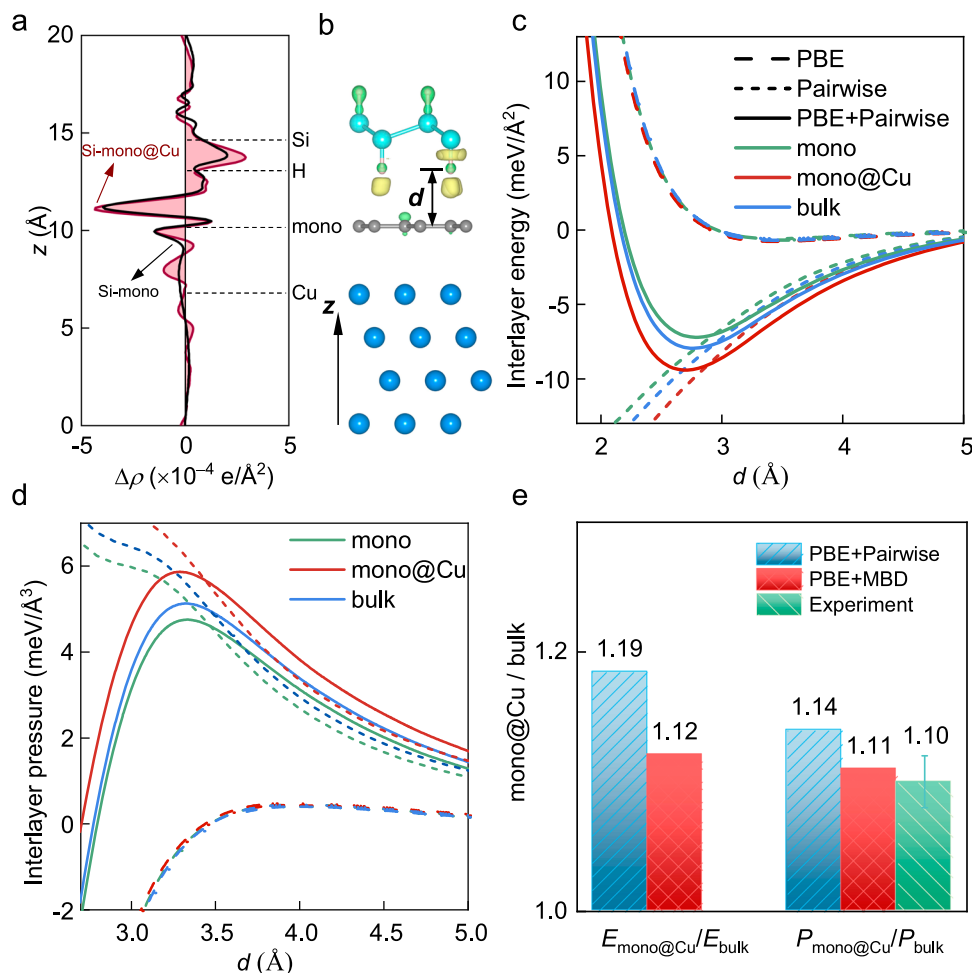 a
20
15
10
5
0
-5
0
5
z (Å)
Δρ (×10⁻⁴ e/Å²)
Si-mono@Cu
Si-mono
Si
H
mono
Cu
b
d
z
c
10
5
0
-5
-10
2
3
4
5
Interlayer energy (meV/Å²)
d (Å)
PBE
Pairwise
PBE+Pairwise
mono
mono@Cu
bulk
d
6
4
2
0
-2
3.0
3.5
4.0
4.5
5.0
Interlayer pressure (meV/Å³)
d (Å)
mono
mono@Cu
bulk
e
1.2
1.0
mono@Cu / bulk
PBE+Pairwise
PBE+MBD
Experiment
1.19
1.12
1.14
1.11
1.10
Emono@Cu/Ebulk
Pmono@Cu/Pbulk